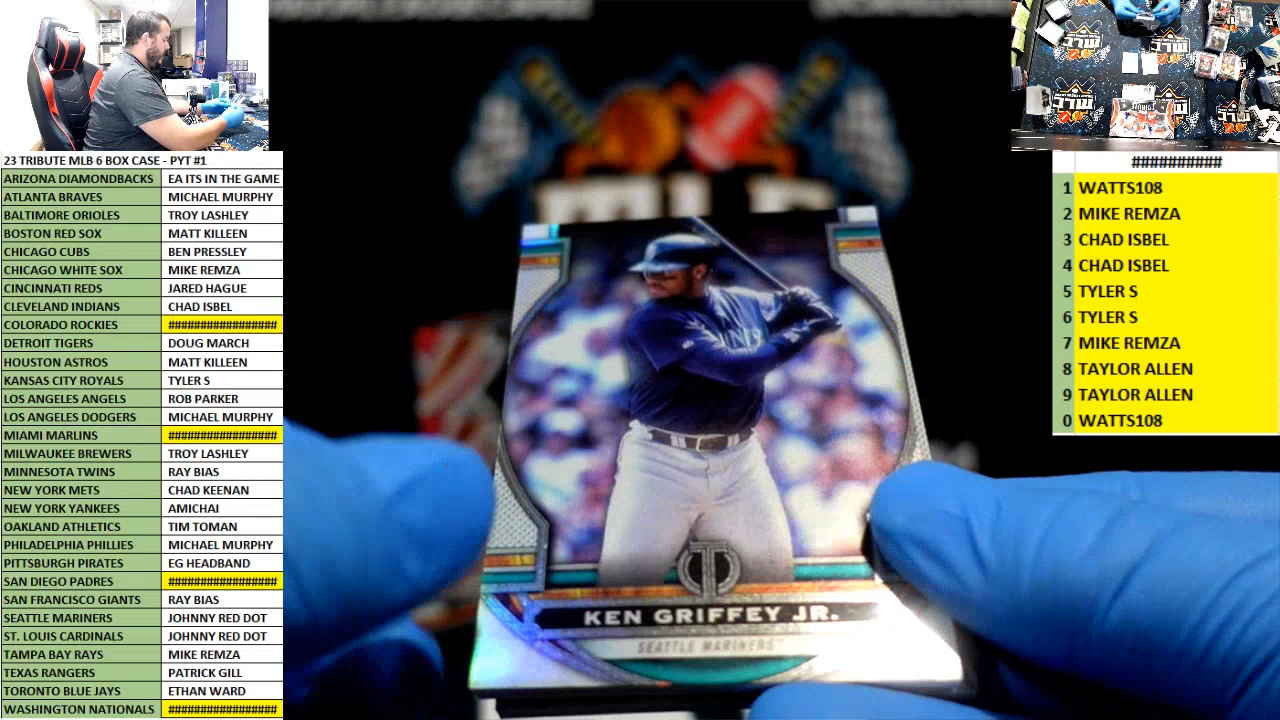 23 TRIBUTE MLB 6 BOX CASE - PYT #1
ARIZONA DIAMONDBACKS EA ITS IN THE GAME
ATLANTA BRAVES MICHAEL MURPHY
BALTIMORE ORIOLES TROY LASHLEY
BOSTON RED SOX MATT KILLEEN
CHICAGO CUBS BEN PRESSLEY
CHICAGO WHITE SOX MIKE REMZA
CINCINNATI REDS JARED HAGUE
CLEVELAND INDIANS CHAD ISBEL
COLORADO ROCKIES #################
DETROIT TIGERS DOUG MARCH
HOUSTON ASTROS MATT KILLEEN
KANSAS CITY ROYALS TYLER S
LOS ANGELES ANGELS ROB PARKER
LOS ANGELES DODGERS MICHAEL MURPHY
MIAMI MARLINS #################
MILWAUKEE BREWERS TROY LASHLEY
MINNESOTA TWINS RAY BIAS
NEW YORK METS CHAD KEENAN
NEW YORK YANKEES AMICHAI
OAKLAND ATHLETICS TIM TOMAN
PHILADELPHIA PHILLIES MICHAEL MURPHY
PITTSBURGH PIRATES EG HEADBAND
SAN DIEGO PADRES #################
SAN FRANCISCO GIANTS RAY BIAS
SEATTLE MARINERS JOHNNY RED DOT
ST. LOUIS CARDINALS JOHNNY RED DOT
TAMPA BAY RAYS MIKE REMZA
TEXAS RANGERS PATRICK GILL
TORONTO BLUE JAYS ETHAN WARD
WASHINGTON NATIONALS #################
KEN GRIFFEY JR.
SEATTLE MARINERS
##########
1 WATTS108
2 MIKE REMZA
3 CHAD ISBEL
4 CHAD ISBEL
5 TYLER S
6 TYLER S
7 MIKE REMZA
8 TAYLOR ALLEN
9 TAYLOR ALLEN
0 WATTS108